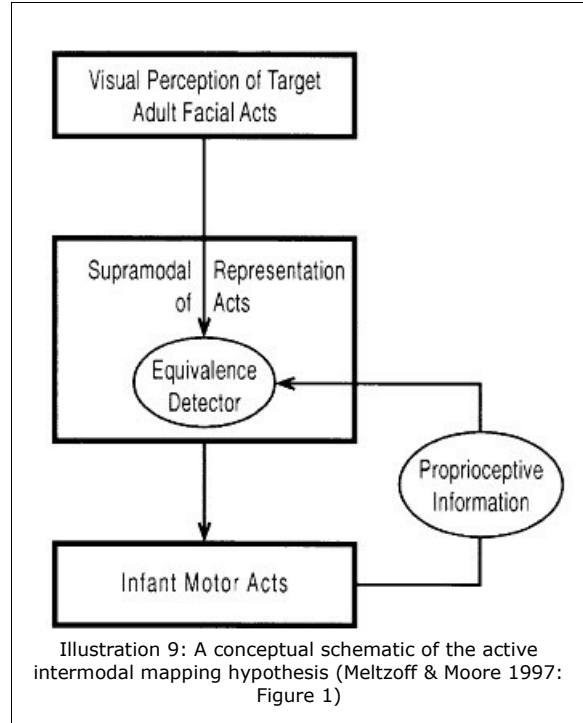 Visual Perception of Target
Adult Facial Acts
Supramodal Representation
of Acts
Equivalence
Detector
Proprioceptive
Information
Infant Motor Acts
Illustration 9: A conceptual schematic of the active
intermodal mapping hypothesis (Meltzoff & Moore 1997:
Figure 1)